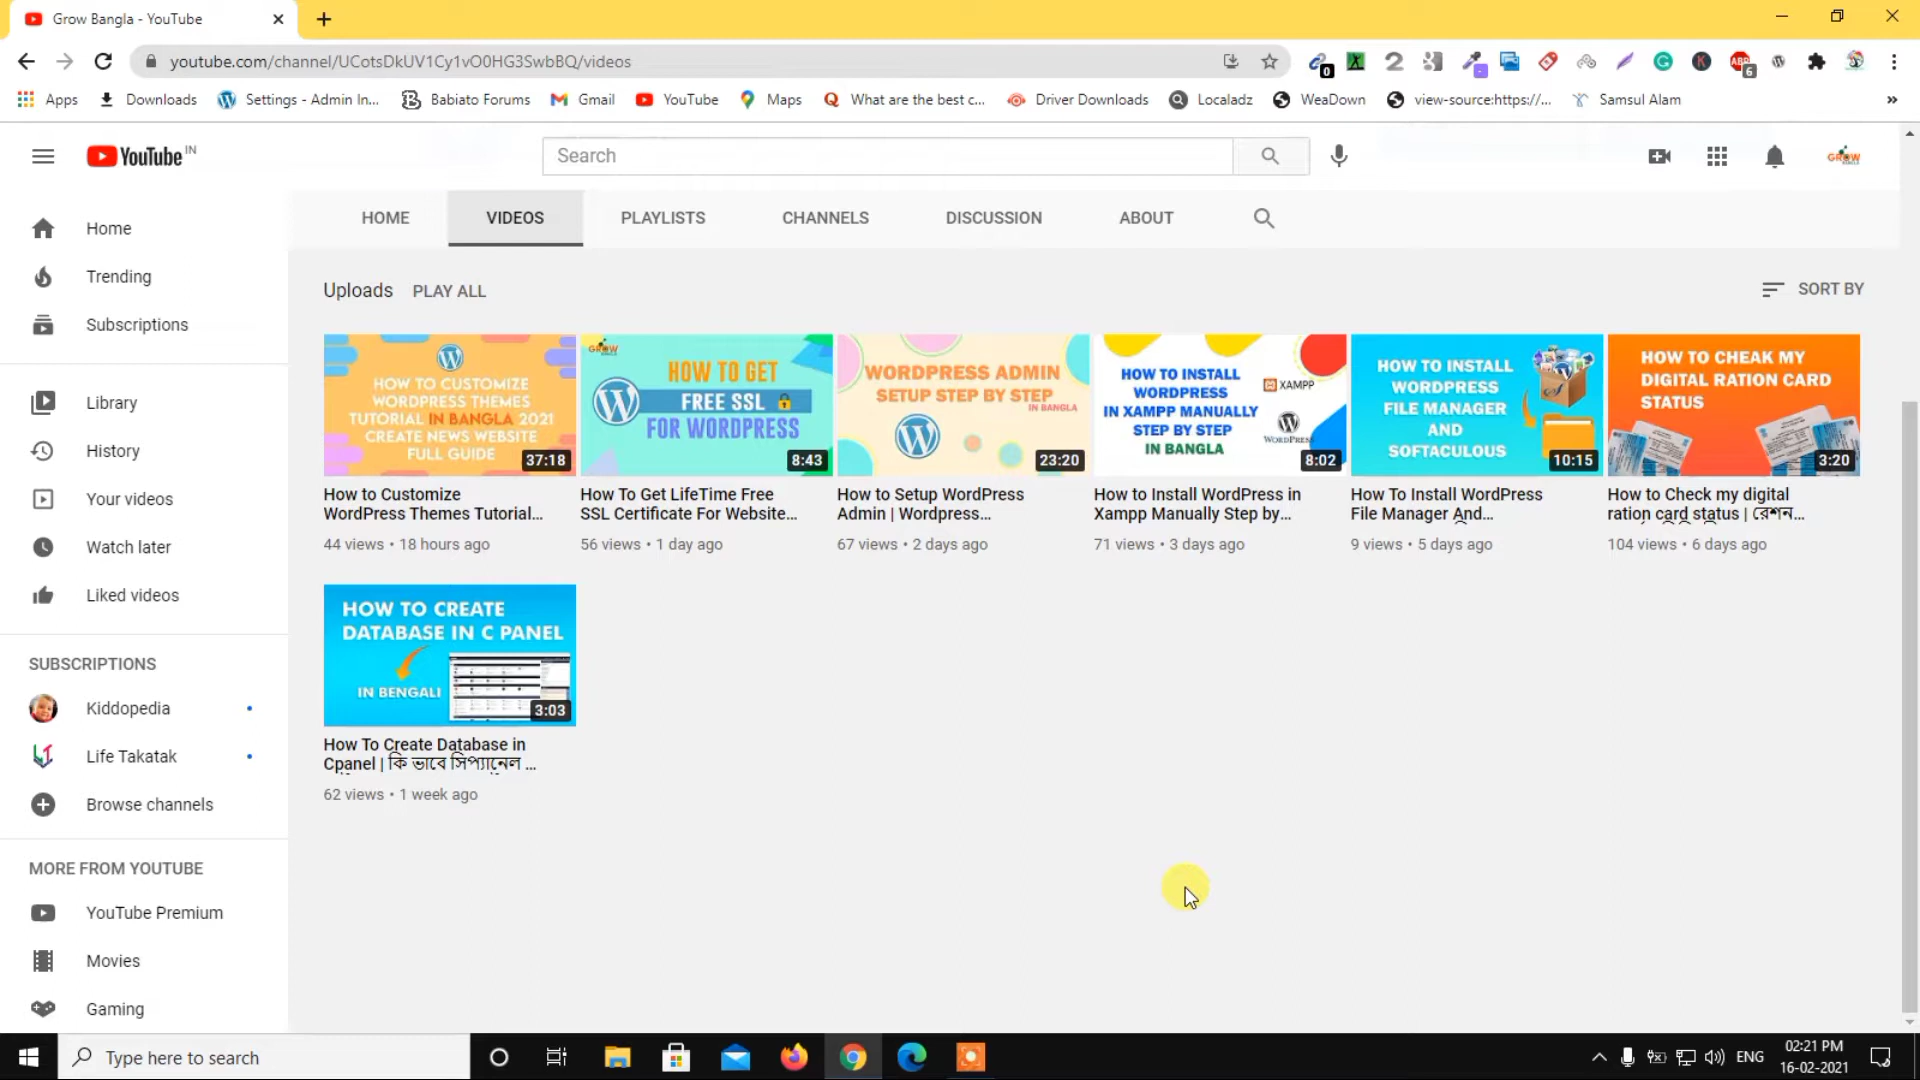 Grow Bangla - YouTube
youtube.com/channel/UCotsDkUV1Cy1vO0HG3SwbBQ/videos
0
2
K
ABP
6
Apps
Downloads
Settings - Admin In...
Babiato Forums
Gmail
YouTube
Maps
What are the best c...
Driver Downloads
Localadz
WeaDown
view-source:https://...
Samsul Alam
YouTube IN
Search
GROW
HOME
VIDEOS
PLAYLISTS
CHANNELS
DISCUSSION
ABOUT
Home
Trending
Subscriptions
Library
History
Your videos
Watch later
Liked videos
SUBSCRIPTIONS
Kiddopedia
Life Takatak
Browse channels
MORE FROM YOUTUBE
YouTube Premium
Movies
Gaming
Uploads
PLAY ALL
SORT BY
HOW TO CUSTOMIZE
WORDPRESS THEMES
TUTORIAL IN BANGLA 2021
CREATE NEWS WEBSITE
FULL GUIDE
37:18
How to Customize
WordPress Themes Tutorial...
44 views • 18 hours ago
GROW
HOW TO GET
FREE SSL
FOR WORDPRESS
8:43
How To Get LifeTime Free
SSL Certificate For Website...
56 views • 1 day ago
WORDPRESS ADMIN
SETUP STEP BY STEP
IN BANGLA
23:20
How to Setup WordPress
Admin | Wordpress...
67 views • 2 days ago
HOW TO INSTALL
WORDPRESS
IN XAMPP MANUALLY
STEP BY STEP
IN BANGLA
XAMPP
WORDPRESS
8:02
How to Install WordPress in
Xampp Manually Step by...
71 views • 3 days ago
HOW TO INSTALL
WORDPRESS
FILE MANAGER
AND
SOFTACULOUS
10:15
How To Install WordPress
File Manager And...
9 views • 5 days ago
HOW TO CHEAK MY
DIGITAL RATION CARD
STATUS
3:20
How to Check my digital
ration card status | রেশন...
104 views • 6 days ago
HOW TO CREATE
DATABASE IN C PANEL
IN BENGALI
3:03
How To Create Database in
Cpanel | কি ভাবে সিপ্যানেল ...
62 views • 1 week ago
Type here to search
ENG
02:21 PM
16-02-2021